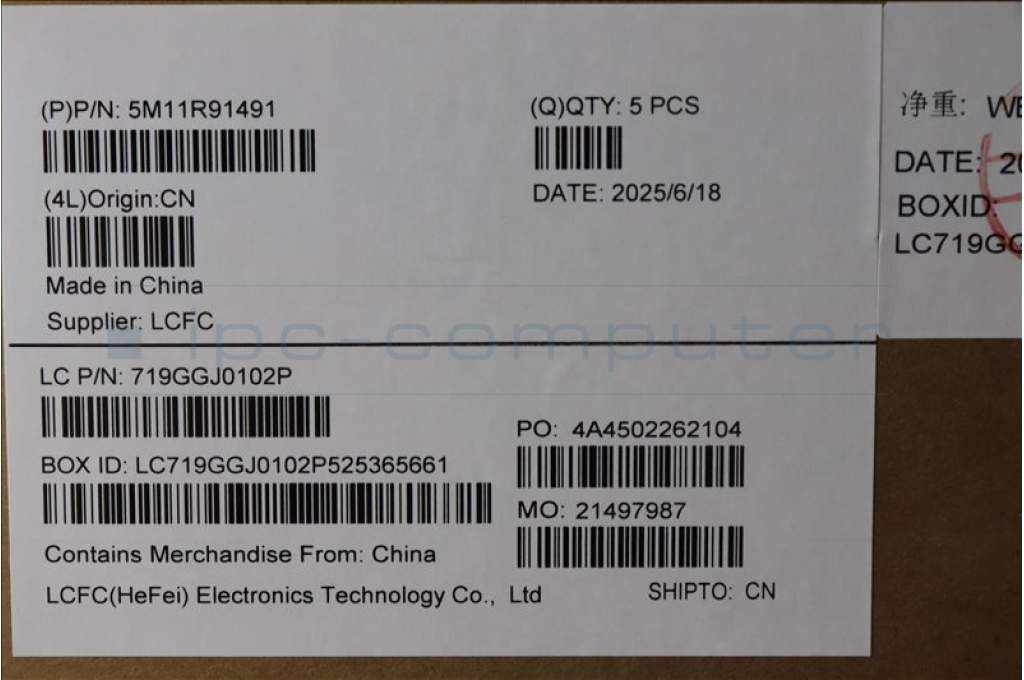 (P)P/N: 5M11R91491
(Q)QTY: 5 PCS
(4L)Origin:CN
DATE: 2025/6/18
Made in China
Supplier: LCFC
ipc-computer
LC P/N: 719GGJ0102P
PO: 4A4502262104
BOX ID: LC719GGJ0102P525365661
MO: 21497987
Contains Merchandise From: China
LCFC(HeFei) Electronics Technology Co., Ltd
SHIPTO: CN
净重:
DATE:
BOXID: